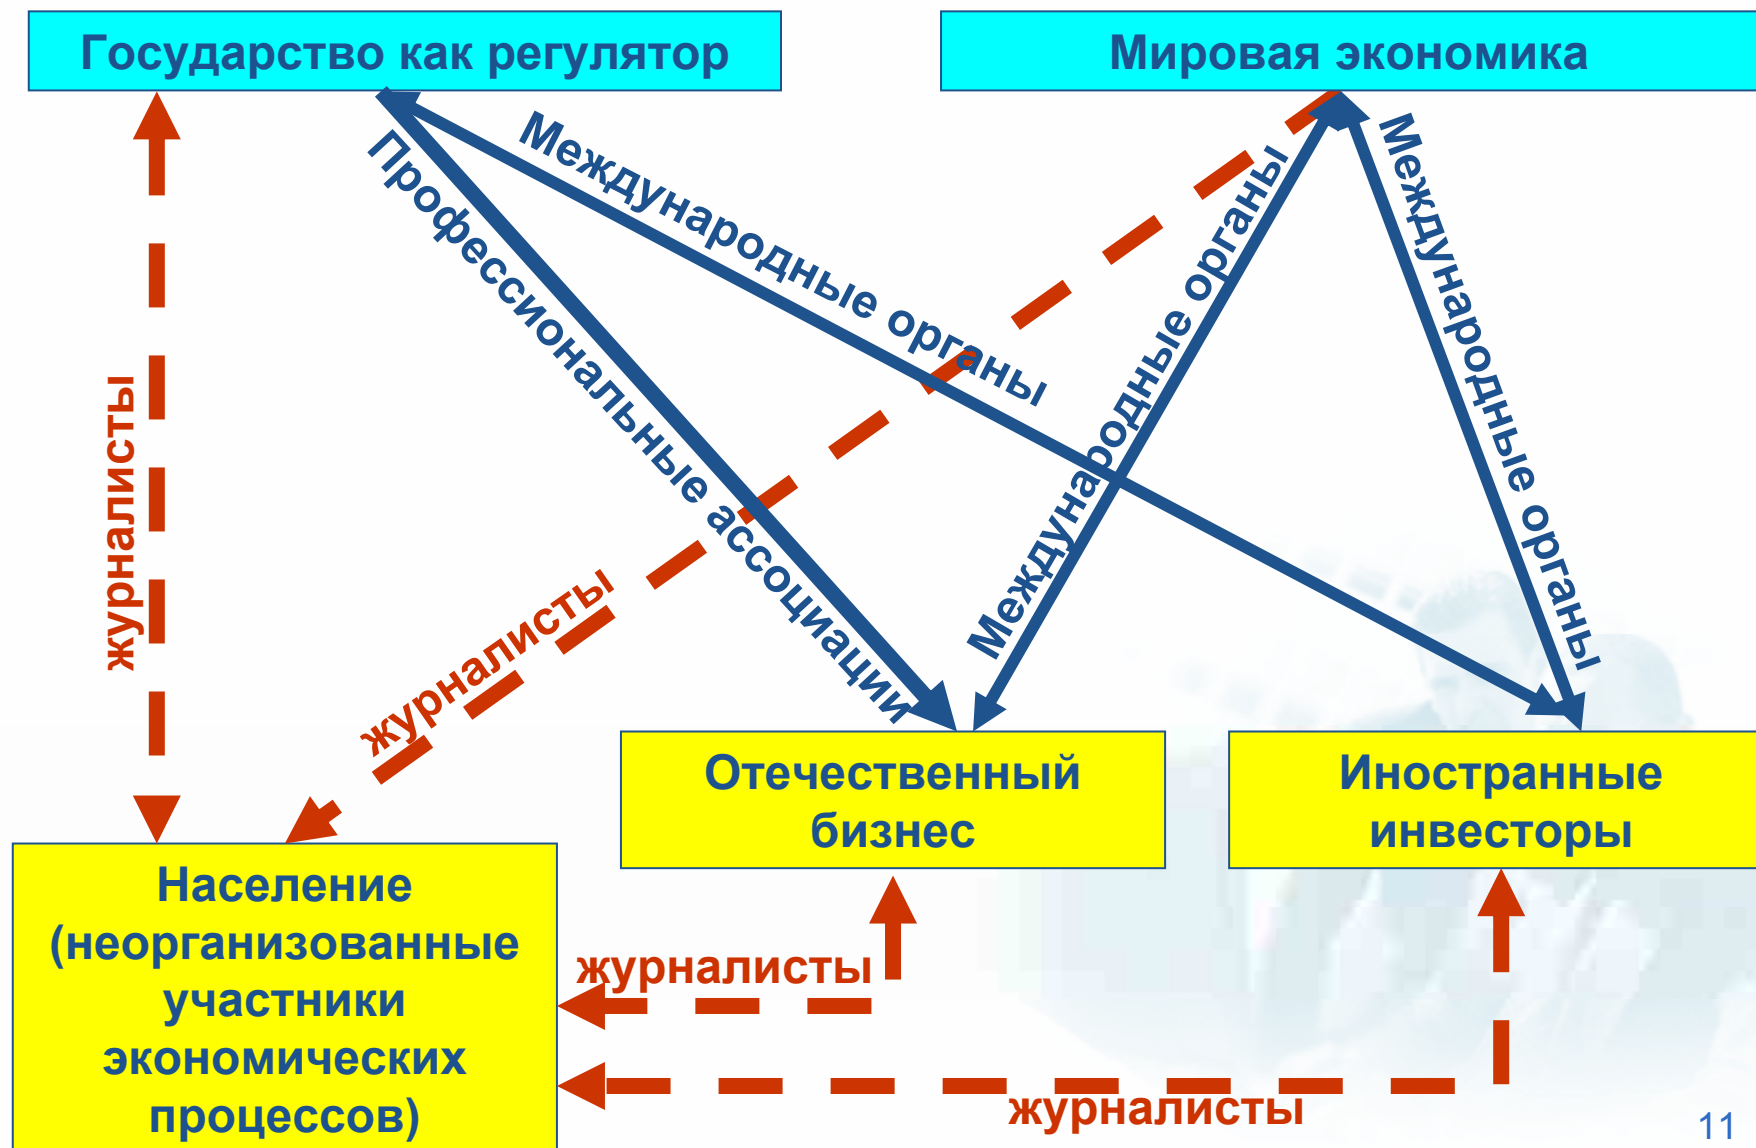 Государство как регулятор
Мировая экономика
Международные органы
Профессиональные ассоциации
Международные органы
Международные органы
журналисты
журналисты
Отечественный
бизнес
Иностранные
инвесторы
Население
(неорганизованные
участники
экономических
процессов)
журналисты
журналисты
11